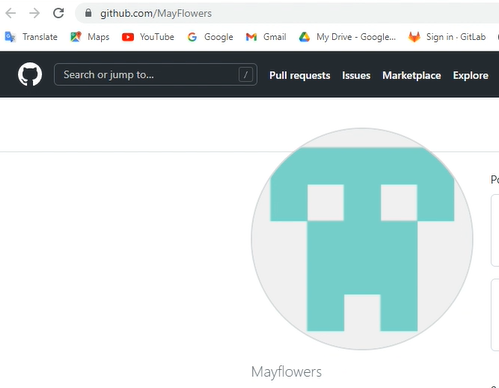 github.com/MayFlowers
Translate Maps YouTube Google Gmail My Drive - Google... Sign in · GitLab
Search or jump to... / Pull requests Issues Marketplace Explore
Mayflowers